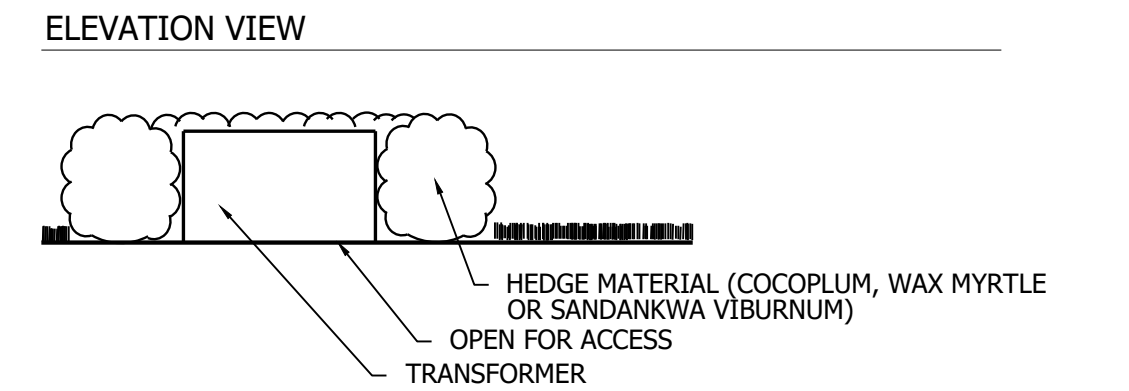 ELEVATION VIEW
HEDGE MATERIAL (COCOPLUM, WAX MYRTLE
OR SANDANKWA VIBURNUM)
OPEN FOR ACCESS
TRANSFORMER